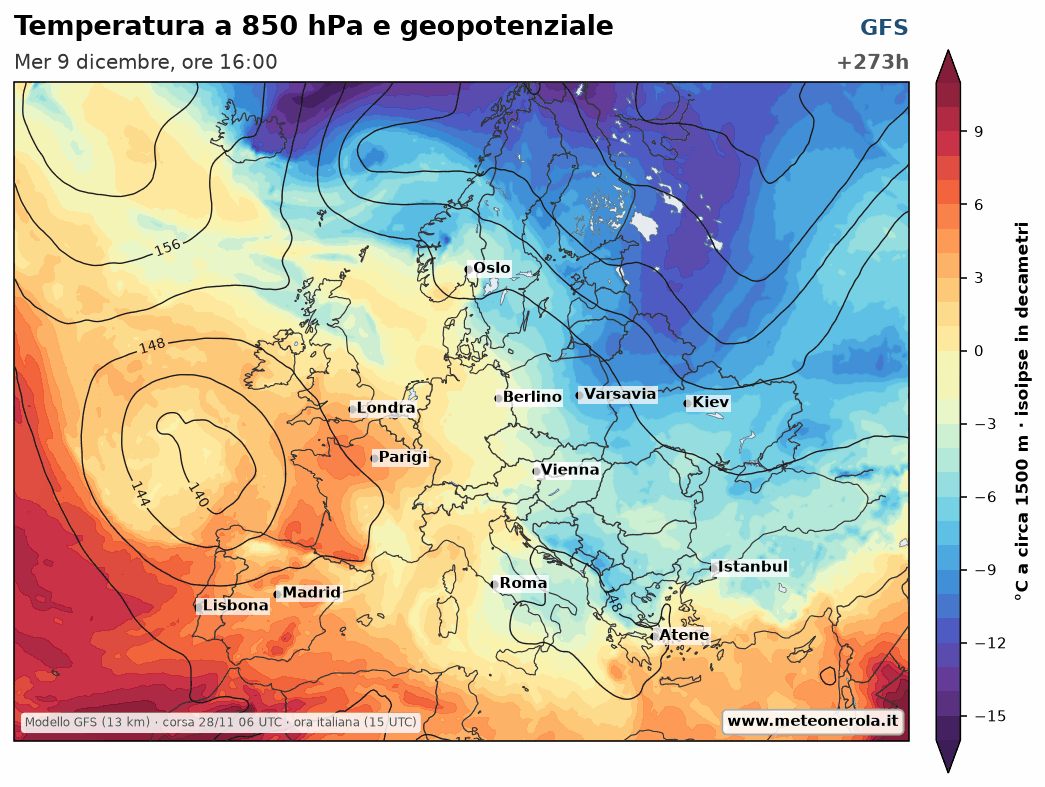 Temperatura a 850 hPa e geopotenziale
GFS
Mer 9 dicembre, ore 16:00
+273h
156
148
144
140
148
Oslo
Londra
Berlino
Varsavia
Kiev
Parigi
Vienna
Istanbul
Roma
Madrid
Lisbona
Atene
Modello GFS (13 km) · corsa 28/11 06 UTC · ora italiana (15 UTC)
www.meteonerola.it
9
6
3
0
−3
−6
−9
−12
−15
°C a circa 1500 m · isoipse in decametri